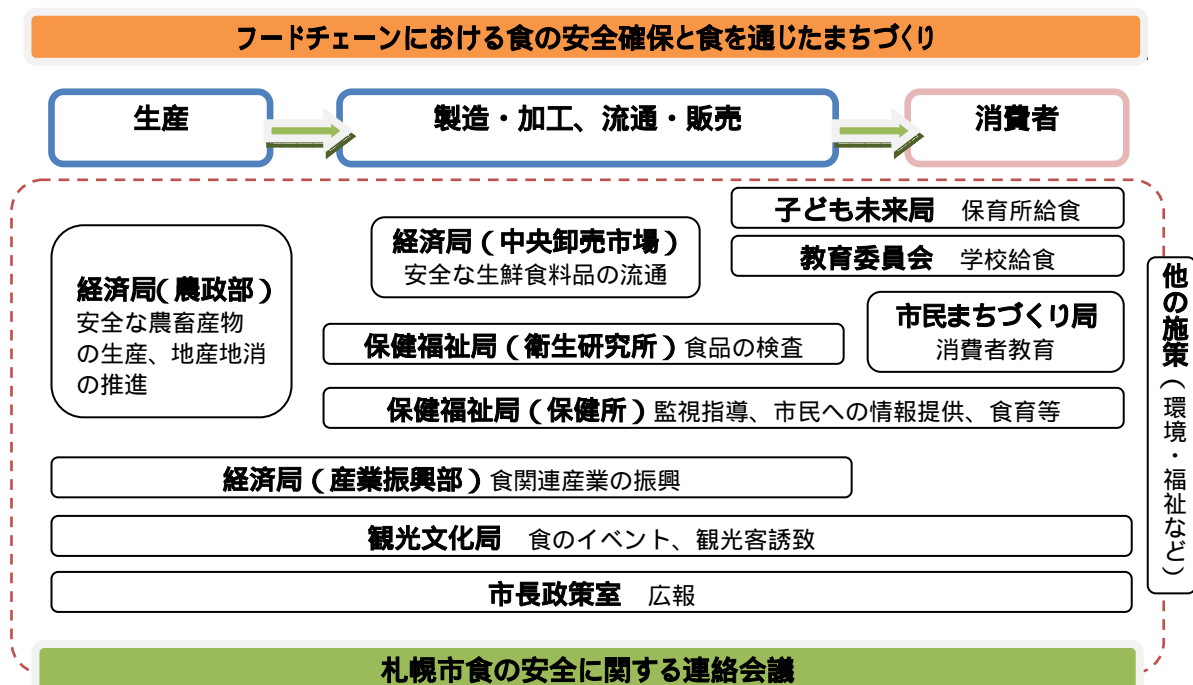 フードチェーンにおける食の安全確保と食を通じたまちづくり
生産
製造・加工、流通・販売
消費者
子ども未来局 保育所給食
教育委員会 学校給食
経済局(中央卸売市場)
安全な生鮮食料品の流通
経済局(農政部)
安全な農畜産物
の生産、地産地消
の推進
市民まちづくり局
消費者教育
保健福祉局(衛生研究所)食品の検査
保健福祉局(保健所)監視指導、市民への情報提供、食育等
経済局(産業振興部)食関連産業の振興
観光文化局 食のイベント、観光客誘致
市長政策室 広報
他の施策(環境・福祉など)
札幌市食の安全に関する連絡会議